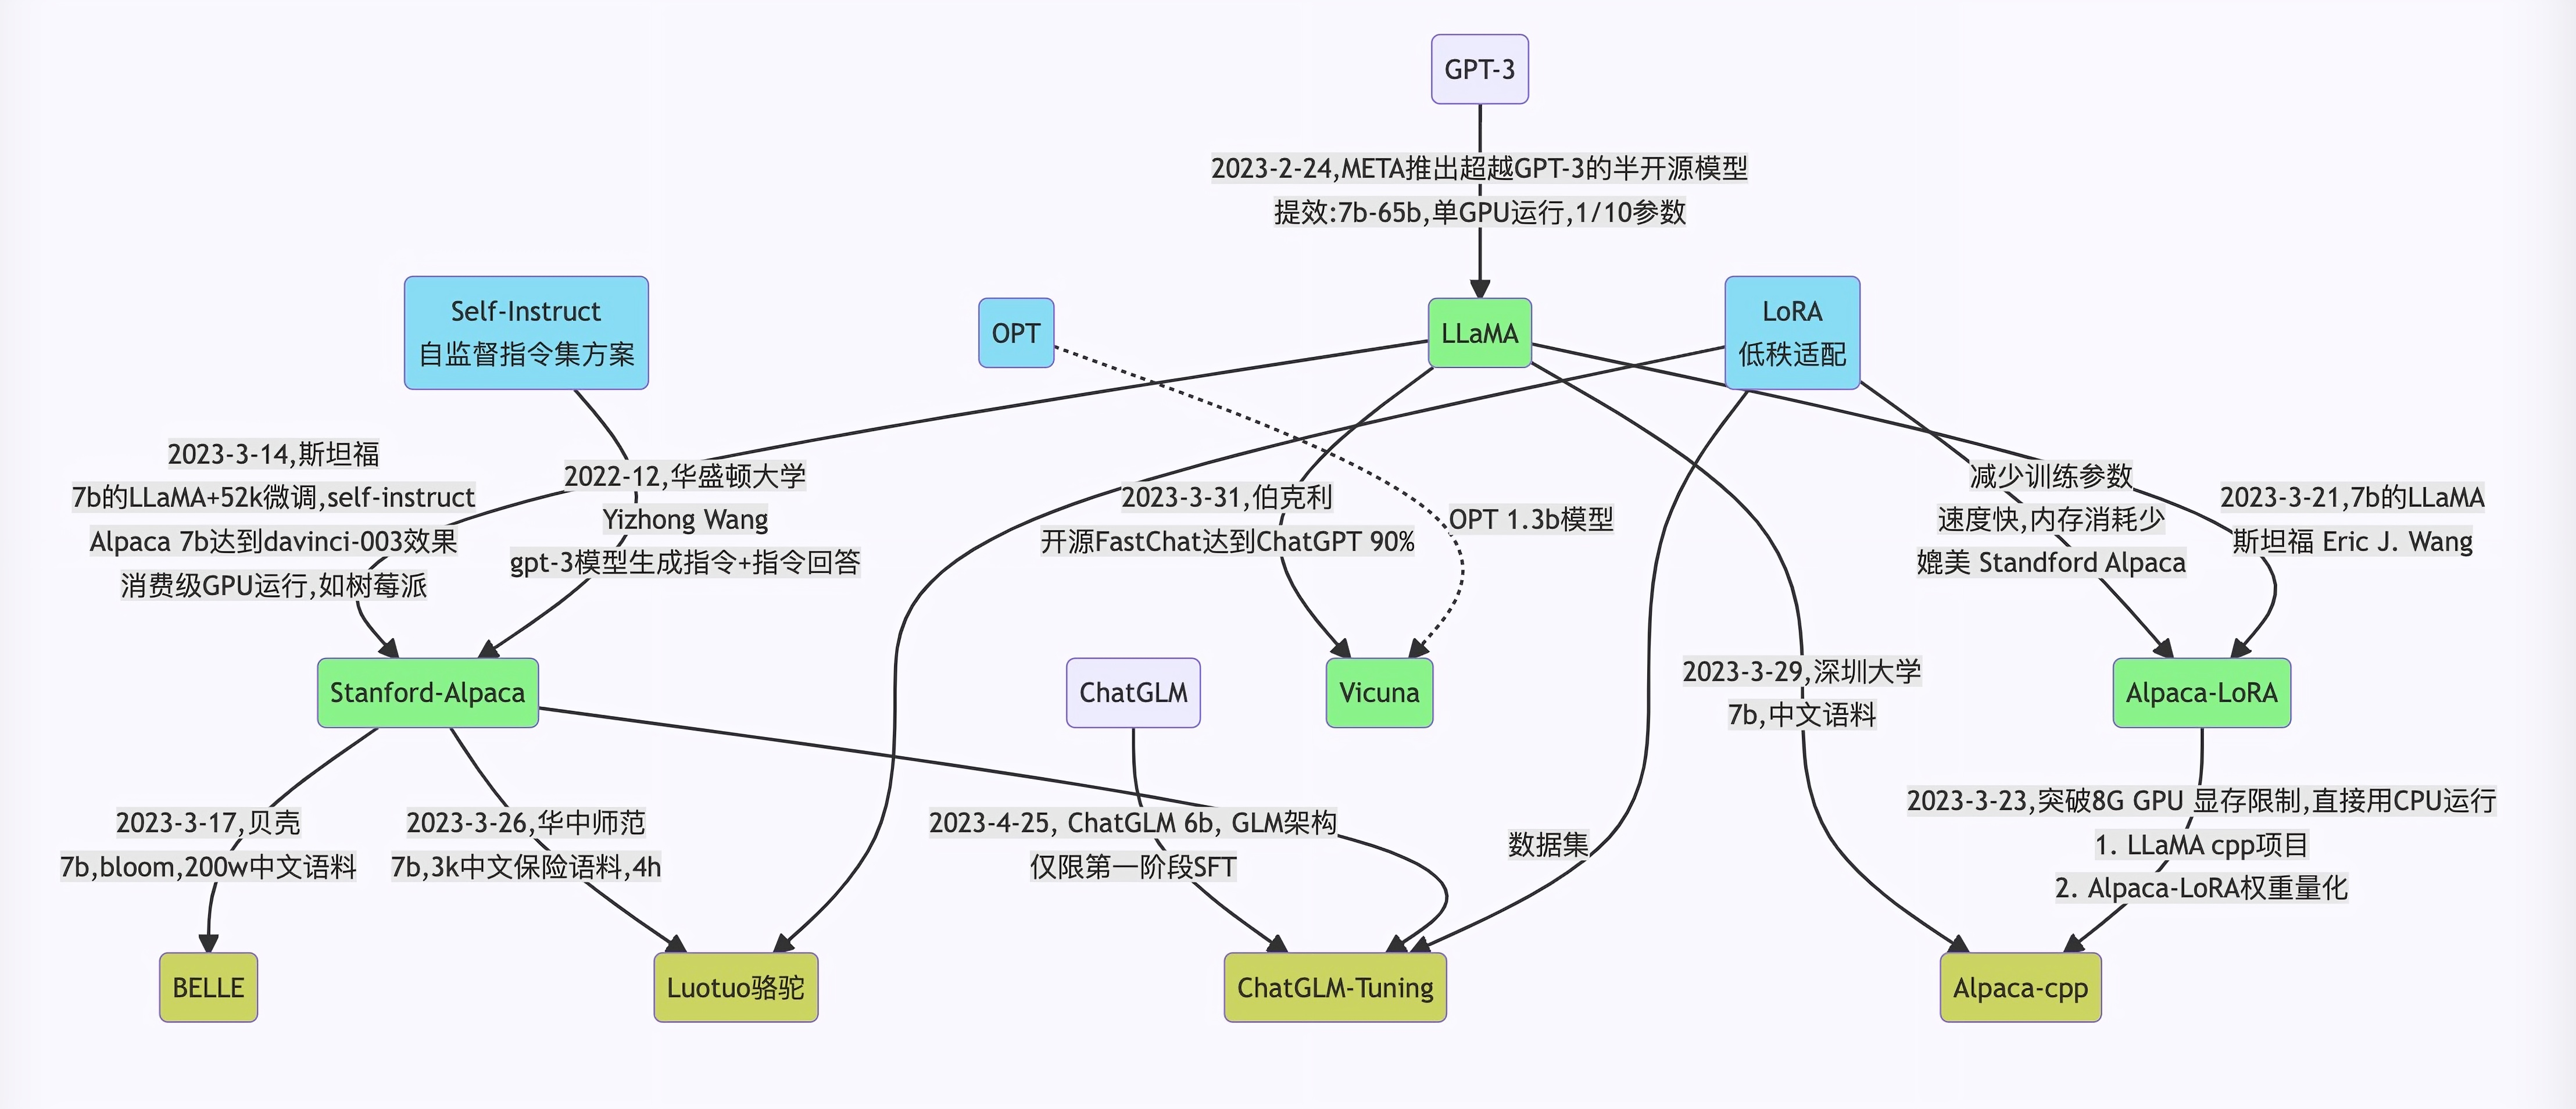 GPT-3
2023-2-24,META推出超越GPT-3的半开源模型
提效:7b-65b,单GPU运行,1/10参数
Self-Instruct
自监督指令集方案
OPT
LLaMA
LoRA
低秩适配
2023-3-14,斯坦福
7b的LLaMA+52k微调,self-instruct
Alpaca 7b达到davinci-003效果
消费级GPU运行,如树莓派
2022-12,华盛顿大学
Yizhong Wang
gpt-3模型生成指令+指令回答
2023-3-31,伯克利
开源FastChat达到ChatGPT 90%
OPT 1.3b模型
减少训练参数
速度快,内存消耗少
媲美 Standford Alpaca
2023-3-21,7b的LLaMA
斯坦福 Eric J. Wang
Stanford-Alpaca
ChatGLM
Vicuna
2023-3-29,深圳大学
7b,中文语料
Alpaca-LoRA
2023-3-17,贝壳
7b,bloom,200w中文语料
2023-3-26,华中师范
7b,3k中文保险语料,4h
2023-4-25, ChatGLM 6b, GLM架构
仅限第一阶段SFT
数据集
2023-3-23,突破8G GPU 显存限制,直接用CPU运行
1. LLaMA cpp项目
2. Alpaca-LoRA权重量化
BELLE
Luotuo骆驼
ChatGLM-Tuning
Alpaca-cpp